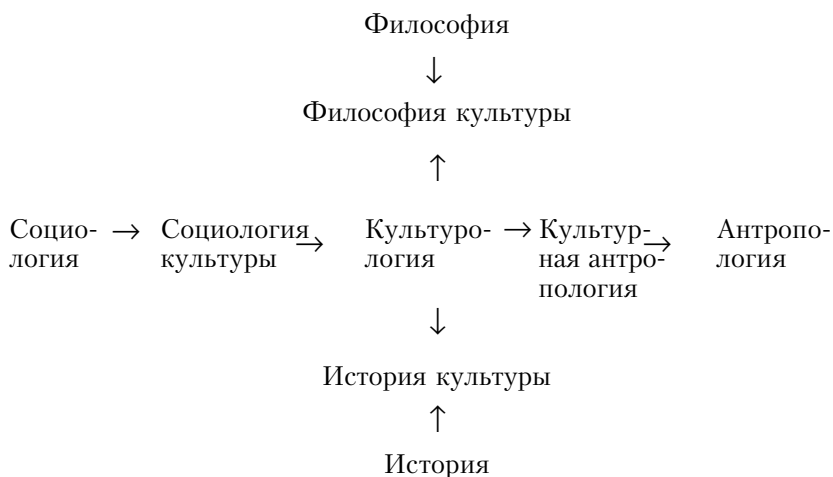 Философия
↓
Философия культуры
↑
Социо- → Социология → Культуро- → Культур- → Антропо-
логия культуры логия ная антро- логия
пология
↓
История культуры
↑
История